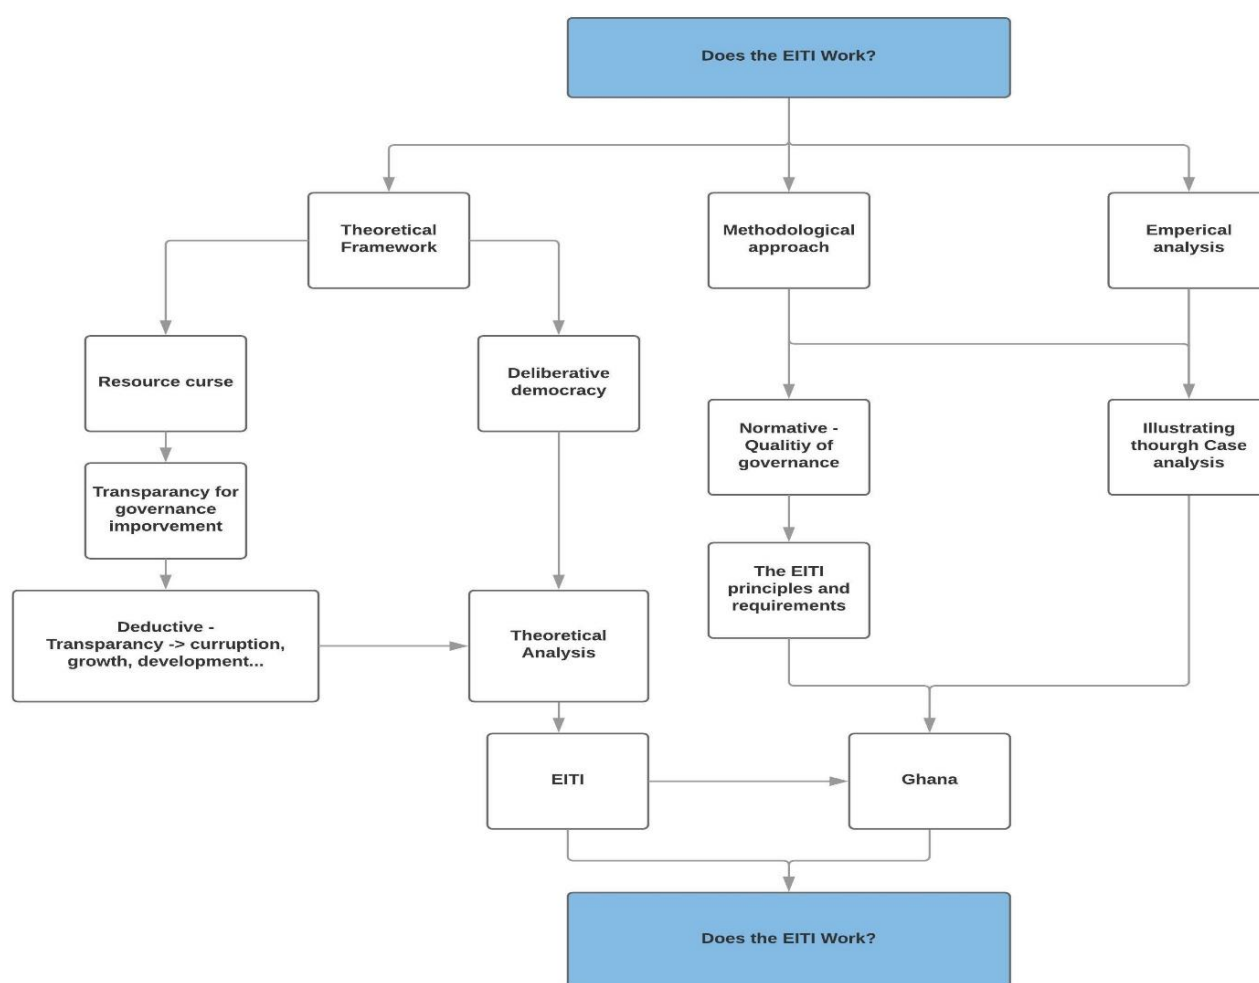 Does the EITI Work?
Theoretical
Framework
Methodological
approach
Emperical
analysis
Resource curse
Deliberative
democracy
Normative -
Qualitiy of
governance
Illustrating
thourgh Case
analysis
Transparancy for
governance
imporvement
The EITI
principles and
requirements
Deductive -
Transparancy -> curruption,
growth, development...
Theoretical
Analysis
EITI
Ghana
Does the EITI Work?